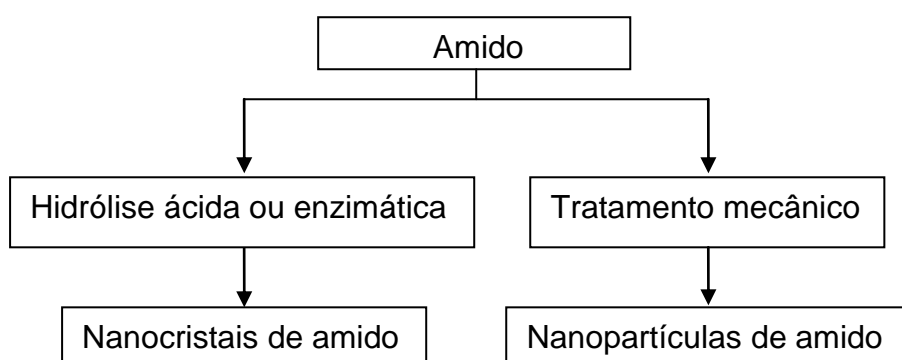 Amido
Hidrólise ácida ou enzimática
Tratamento mecânico
Nanocristais de amido
Nanopartículas de amido